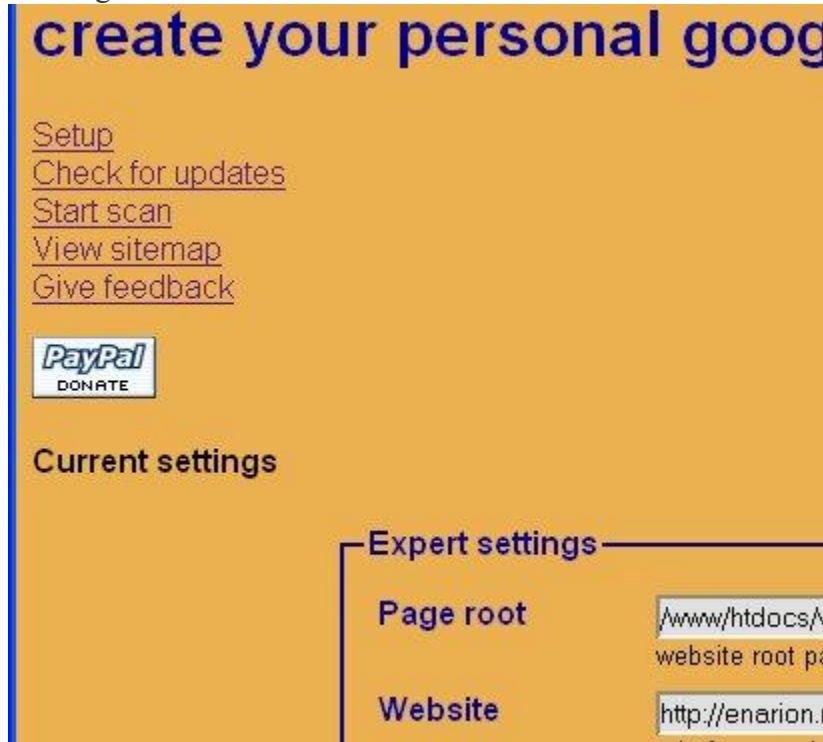 create your personal goog
Setup
Check for updates
Start scan
View sitemap
Give feedback
PayPal
DONATE
Current settings
Expert settings
Page root
/www/htdocs/
website root pa
Website
http://enarion.